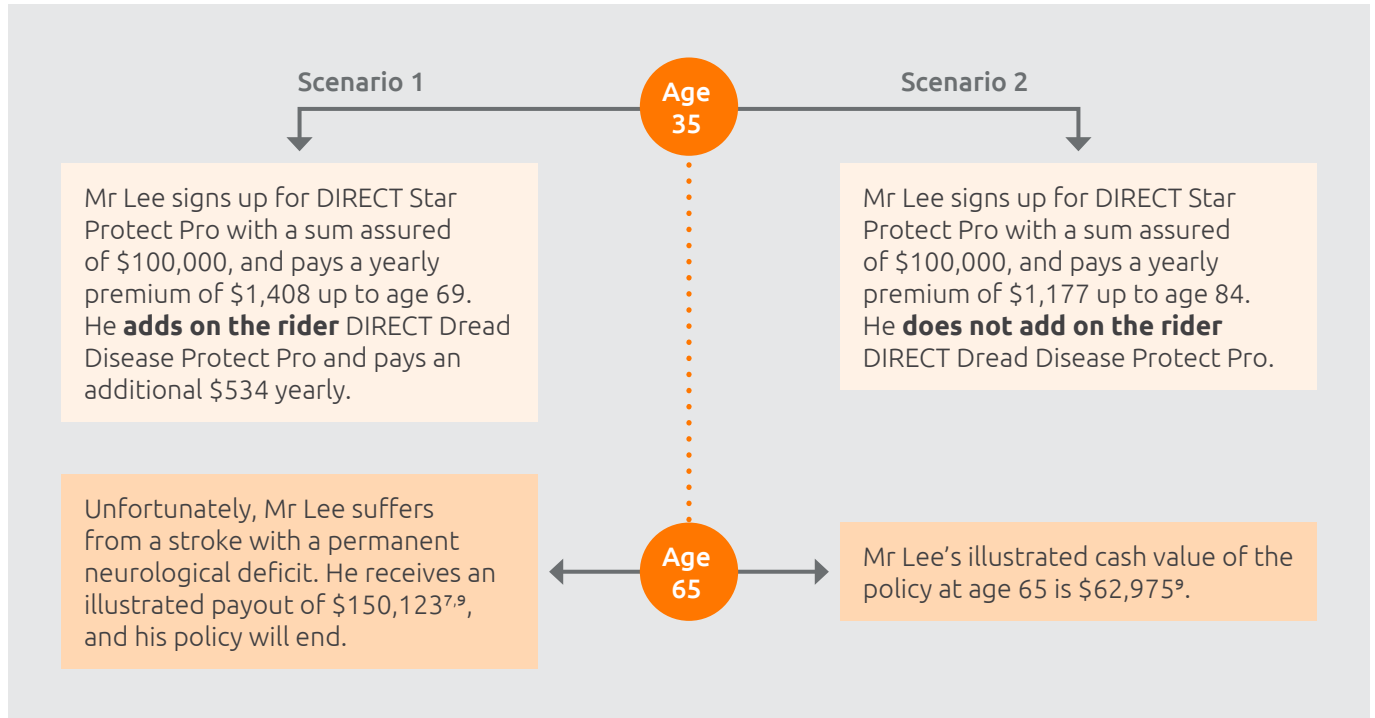 Scenario 1
Age
35
Scenario 2
Mr Lee signs up for DIRECT Star
Protect Pro with a sum assured
of $100,000, and pays a yearly
premium of $1,408 up to age 69.
He adds on the rider DIRECT Dread
Disease Protect Pro and pays an
additional $534 yearly.
Mr Lee signs up for DIRECT Star
Protect Pro with a sum assured
of $100,000, and pays a yearly
premium of $1,177 up to age 84.
He does not add on the rider
DIRECT Dread Disease Protect Pro.
Unfortunately, Mr Lee suffers
from a stroke with a permanent
neurological deficit. He receives an
illustrated payout of $150,123⁷,⁹,
and his policy will end.
Age
65
Mr Lee’s illustrated cash value of the
policy at age 65 is $62,975⁹.